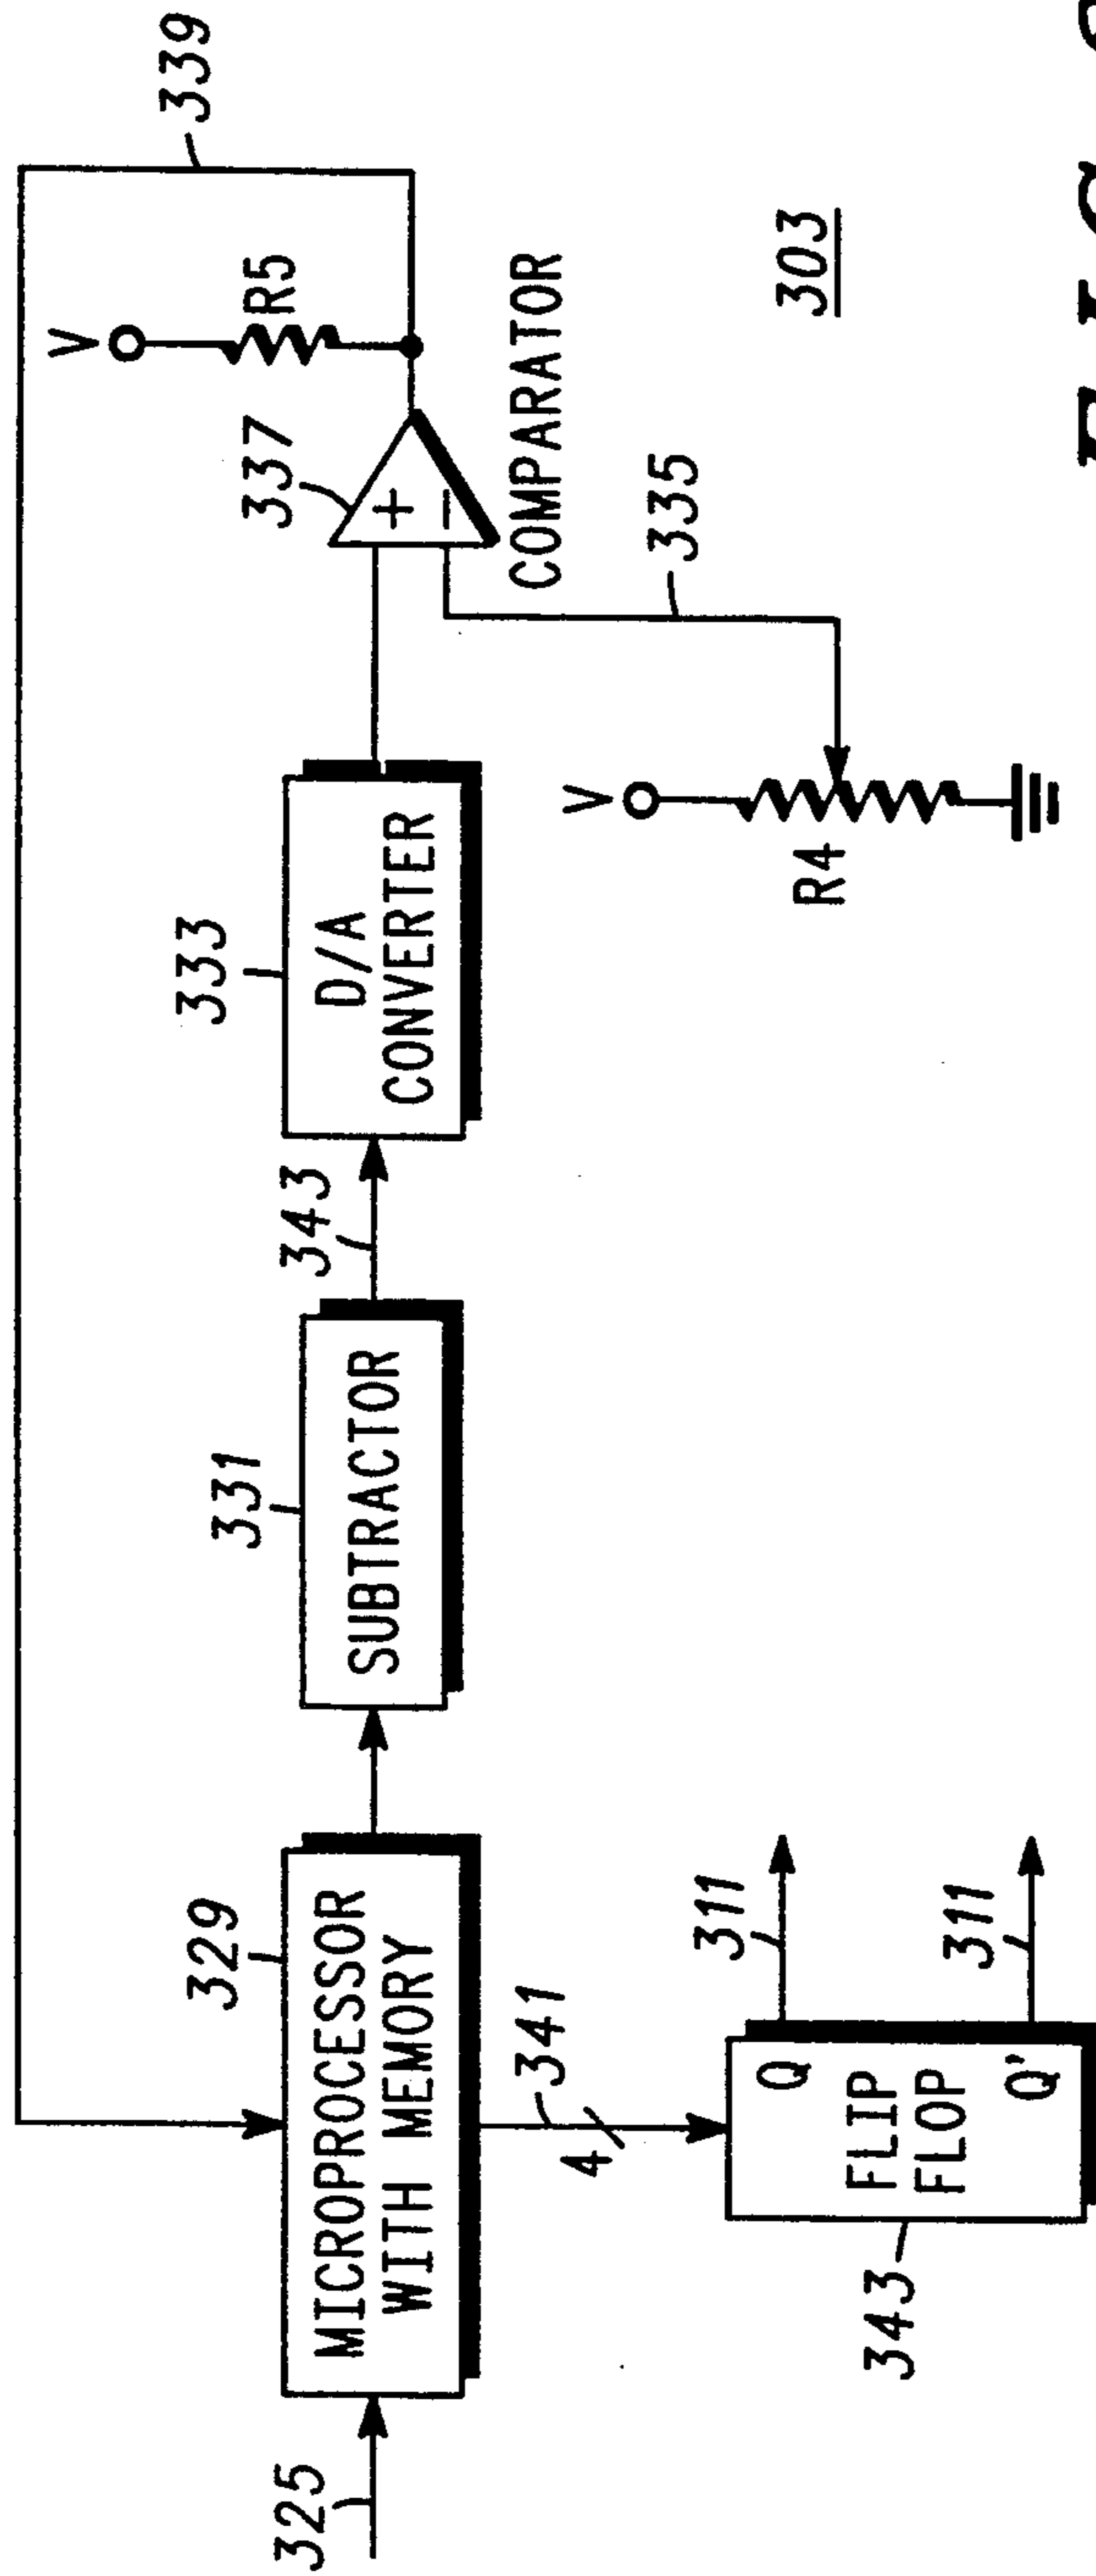 339
V
R5
337
+
−
COMPARATOR
303
335
333
D/A
CONVERTER
V
R4
343
331
SUBTRACTOR
329
MICROPROCESSOR
WITH MEMORY
325
341
4
311
Q
FLIP
FLOP
Q'
311
343